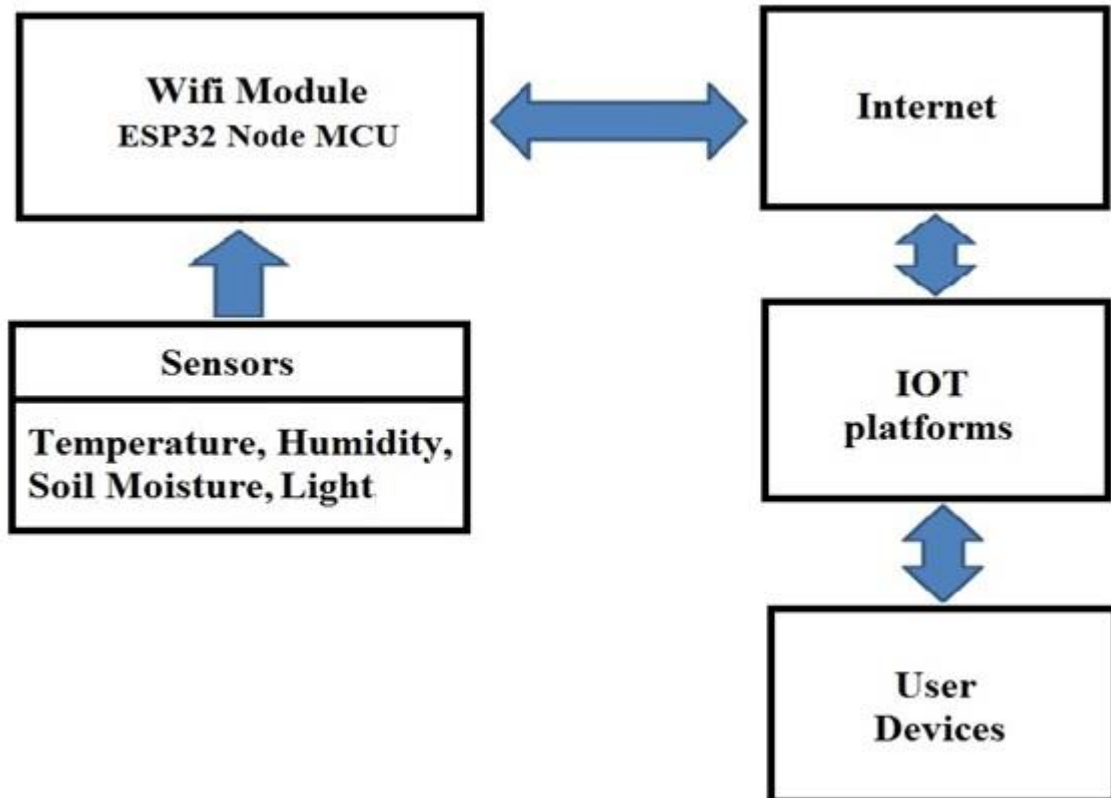 Wifi Module
ESP32 Node MCU
Internet
Sensors
Temperature, Humidity,
Soil Moisture, Light
IOT
platforms
User
Devices